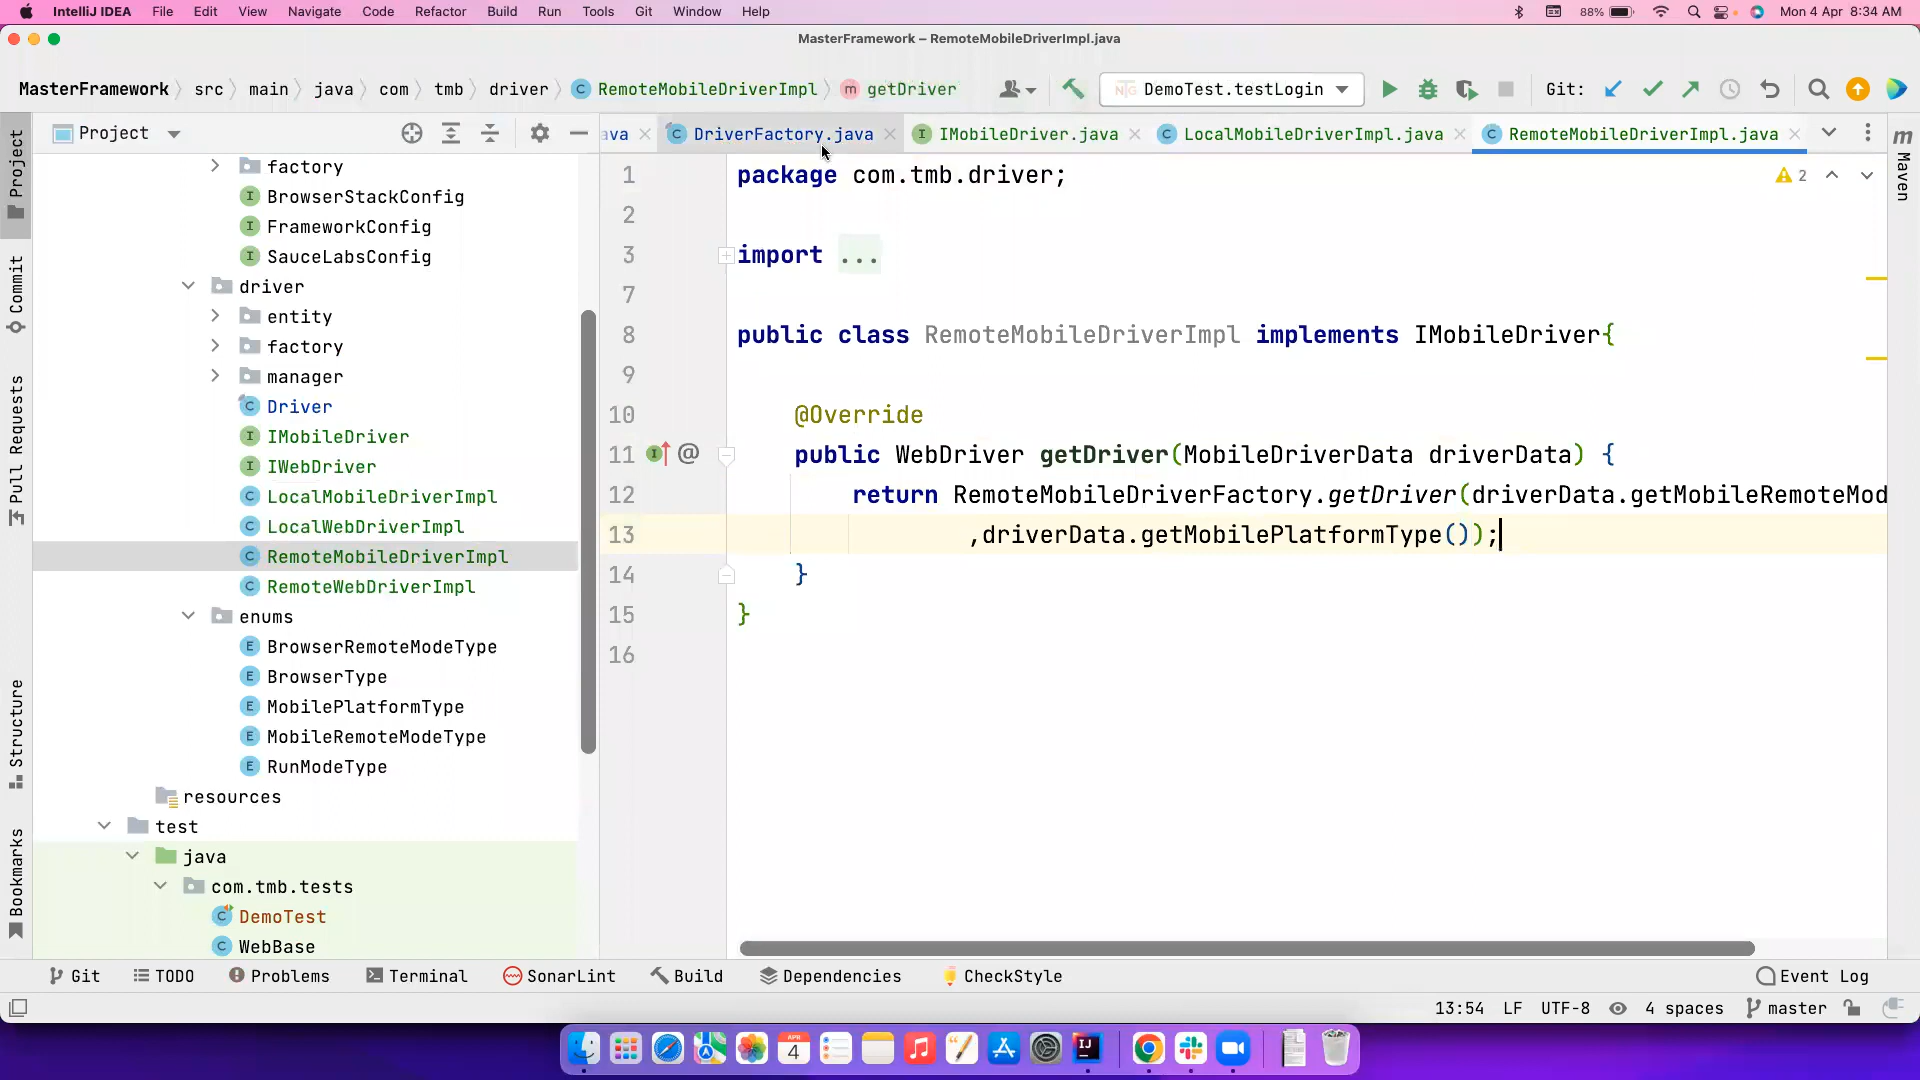 IntelliJ IDEA File Edit View Navigate Code Refactor Build Run Tools Git Window Help 88% Mon 4 Apr 8:34 AM
MasterFramework – RemoteMobileDriverImpl.java
MasterFramework src main java com tmb driver RemoteMobileDriverImpl getDriver DemoTest.testLogin Git:
Project
ava DriverFactory.java IMobileDriver.java LocalMobileDriverImpl.java RemoteMobileDriverImpl.java
factory
BrowserStackConfig
FrameworkConfig
SauceLabsConfig
driver
entity
factory
manager
Driver
IMobileDriver
IWebDriver
LocalMobileDriverImpl
LocalWebDriverImpl
RemoteMobileDriverImpl
RemoteWebDriverImpl
enums
BrowserRemoteModeType
BrowserType
MobilePlatformType
MobileRemoteModeType
RunModeType
resources
test
java
com.tmb.tests
DemoTest
WebBase
1 package com.tmb.driver;
2
3 import ...
7
8 public class RemoteMobileDriverImpl implements IMobileDriver{
9
10 @Override
11 public WebDriver getDriver(MobileDriverData driverData) {
12 return RemoteMobileDriverFactory.getDriver(driverData.getMobileRemoteMod
13 ,driverData.getMobilePlatformType());
14 }
15 }
16
2
Project
Commit
Pull Requests
Structure
Bookmarks
Maven
Git TODO Problems Terminal SonarLint Build Dependencies CheckStyle Event Log
13:54 LF UTF-8 4 spaces master
APR
4
IJ